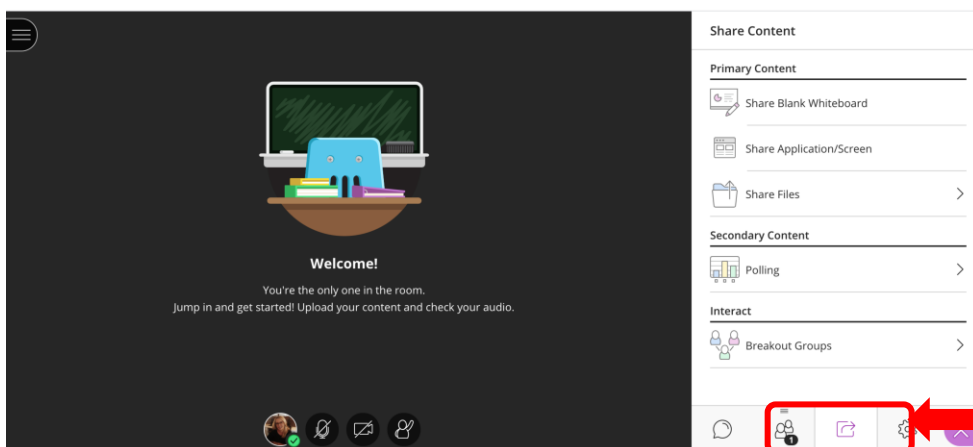 Share Content
Primary Content
Share Blank Whiteboard
Share Application/Screen
Share Files
Secondary Content
Polling
Interact
Breakout Groups
Welcome!
You're the only one in the room.
Jump in and get started! Upload your content and check your audio.
1